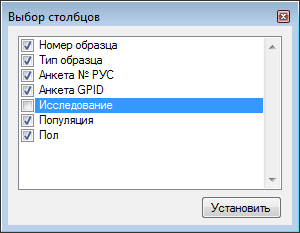 Выбор столбцов
Номер образца
Тип образца
Анкета № РУС
Анкета GPID
Исследование
Популяция
Пол
Установить